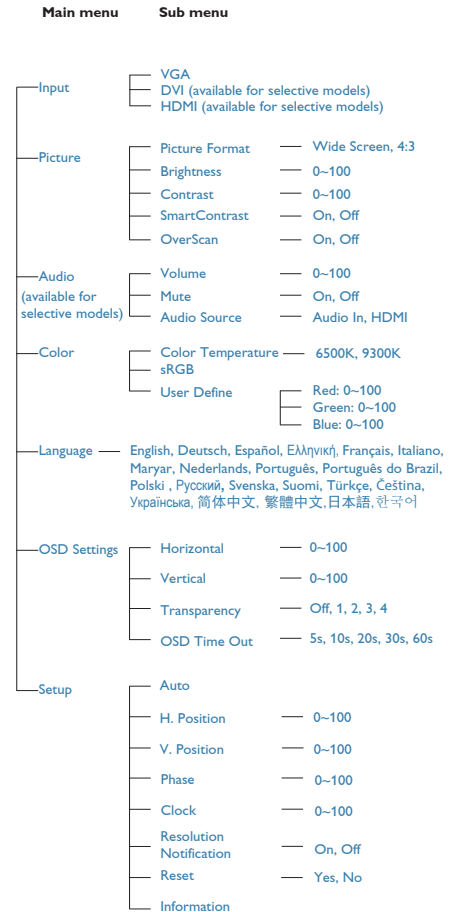 Main menu Sub menu
Input
VGA
DVI (available for selective models)
HDMI (available for selective models)
Picture
Picture Format Wide Screen, 4:3
Brightness 0~100
Contrast 0~100
SmartContrast On, Off
OverScan On, Off
Audio
(available for
selective models)
Volume 0~100
Mute On, Off
Audio Source Audio In, HDMI
Color
Color Temperature 6500K, 9300K
sRGB
User Define
Red: 0~100
Green: 0~100
Blue: 0~100
Language
English, Deutsch, Español, Ελληνική, Français, Italiano,
Maryar, Nederlands, Português, Português do Brazil,
Polski , Русский, Svenska, Suomi, Türkçe, Čeština,
Українська, 简体中文, 繁體中文,日本語,한국어
OSD Settings
Horizontal 0~100
Vertical 0~100
Transparency Off, 1, 2, 3, 4
OSD Time Out 5s, 10s, 20s, 30s, 60s
Setup
Auto
H. Position 0~100
V. Position 0~100
Phase 0~100
Clock 0~100
Resolution
Notification On, Off
Reset Yes, No
Information